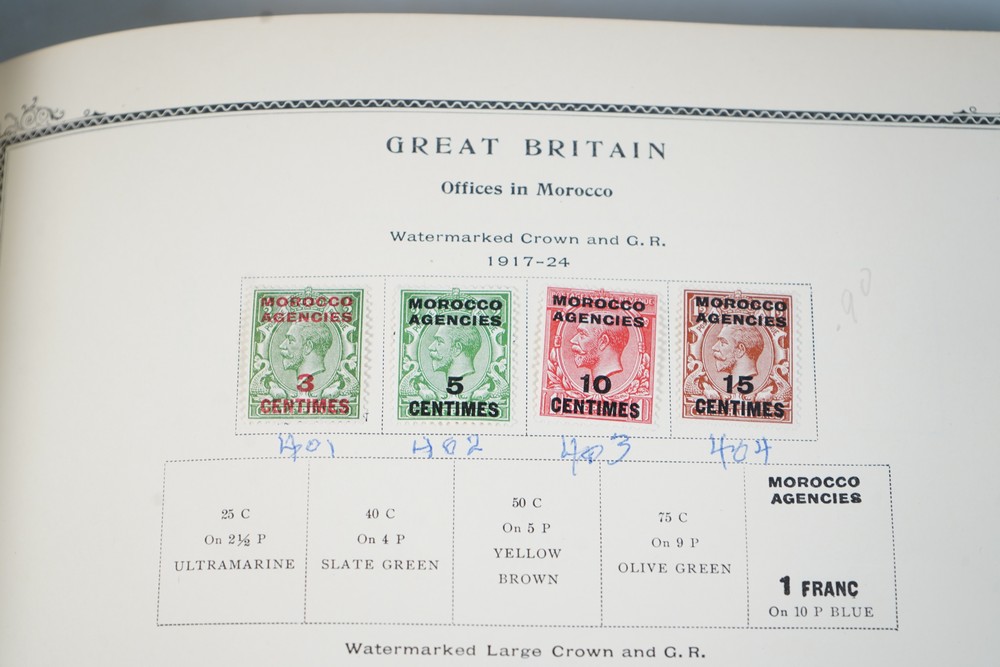 GREAT BRITAIN
Offices in Morocco
Watermarked Crown and G. R.
1917-24
MOROCCO AGENCIES 3 CENTIMES
MOROCCO AGENCIES 5 CENTIMES
MOROCCO AGENCIES 10 CENTIMES
MOROCCO AGENCIES 15 CENTIMES
.90
401 402 403 404
25 C
On 2½ P
ULTRAMARINE
40 C
On 4 P
SLATE GREEN
50 C
On 5 P
YELLOW
BROWN
75 C
On 9 P
OLIVE GREEN
MOROCCO
AGENCIES
1 FRANC
On 10 P BLUE
Watermarked Large Crown and G. R.